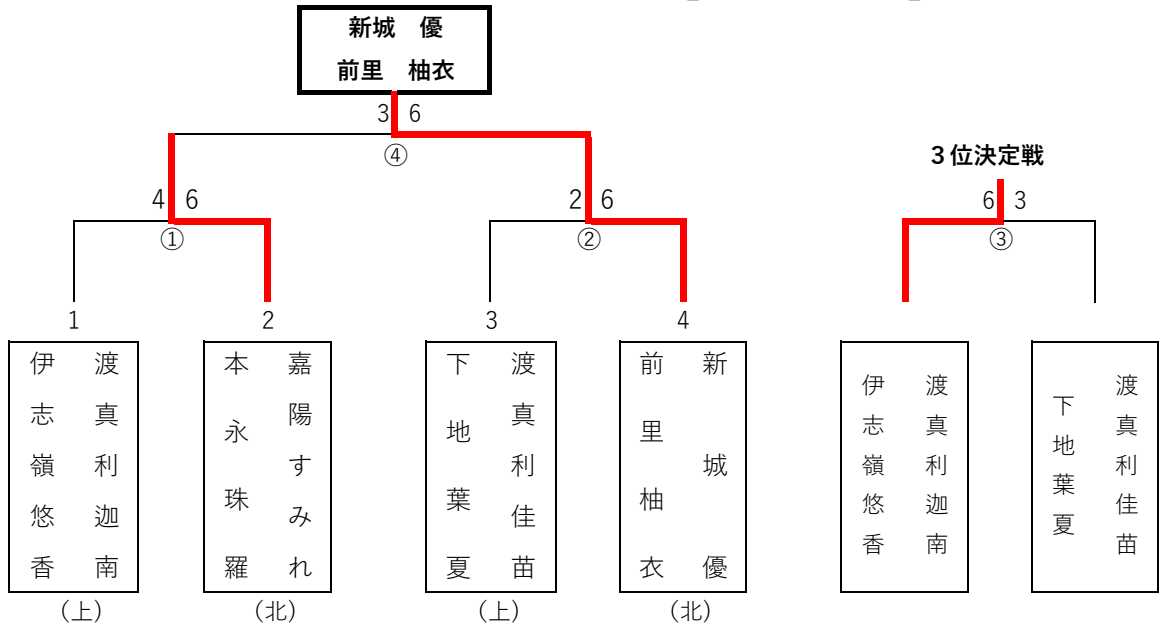 新城　優
前里　柚衣
3 6
④
３位決定戦
4 6
①
2 6
②
6 3
③
1
2
3
4
渡真利迦南
伊志嶺悠香
（上）
嘉陽すみれ
本永珠羅
（北）
渡真利佳苗
下地葉夏
（上）
新城優
前里柚衣
（北）
渡真利迦南
伊志嶺悠香
渡真利佳苗
下地葉夏